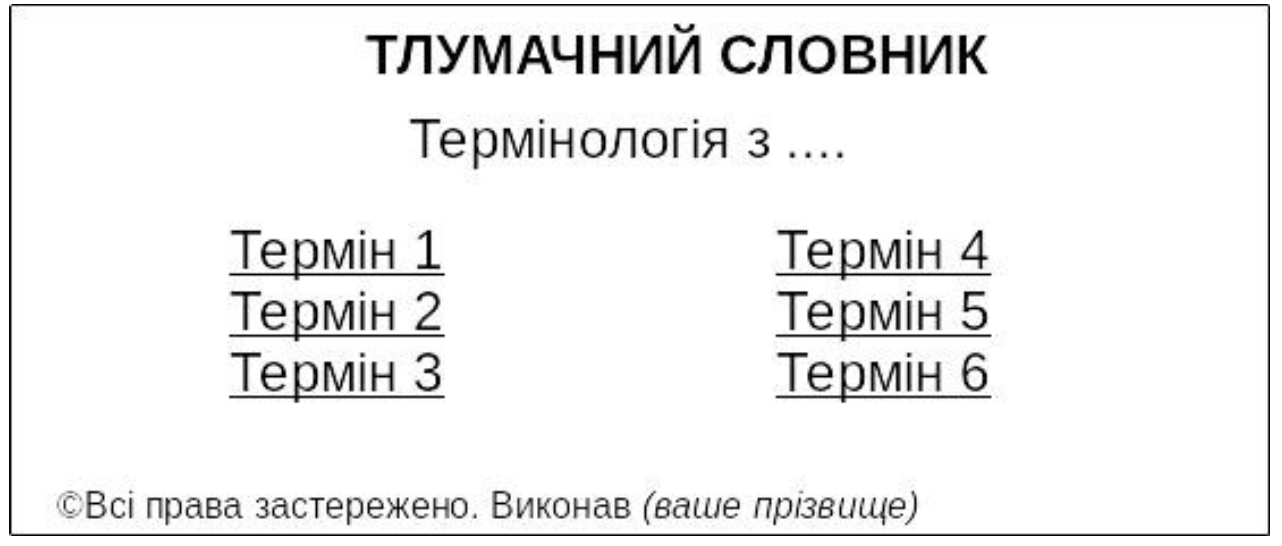 ТЛУМАЧНИЙ СЛОВНИК
Термінологія з ....
Термін 1
Термін 2
Термін 3
Термін 4
Термін 5
Термін 6
©Всі права застережено. Виконав (ваше прізвище)